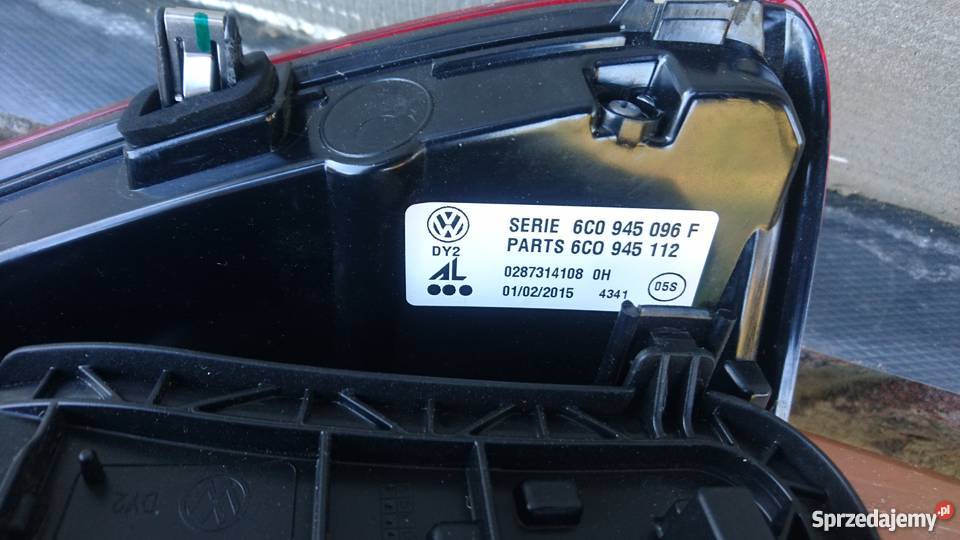 SERIE 6C0 945 096 F
PARTS 6C0 945 112
DY2
AL
0287314108 0H
01/02/2015 4341 05S
DY2
Sprzedajemy.pl